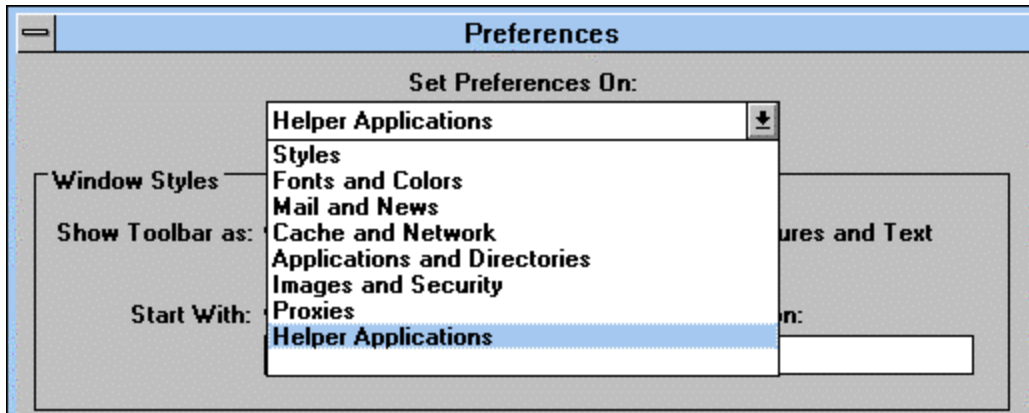 Preferences
Set Preferences On:
Helper Applications
Styles
Window Styles
Fonts and Colors
Mail and News
Show Toolbar as:
Cache and Network
and Text
Applications and Directories
Images and Security
Start With:
Proxies
Helper Applications